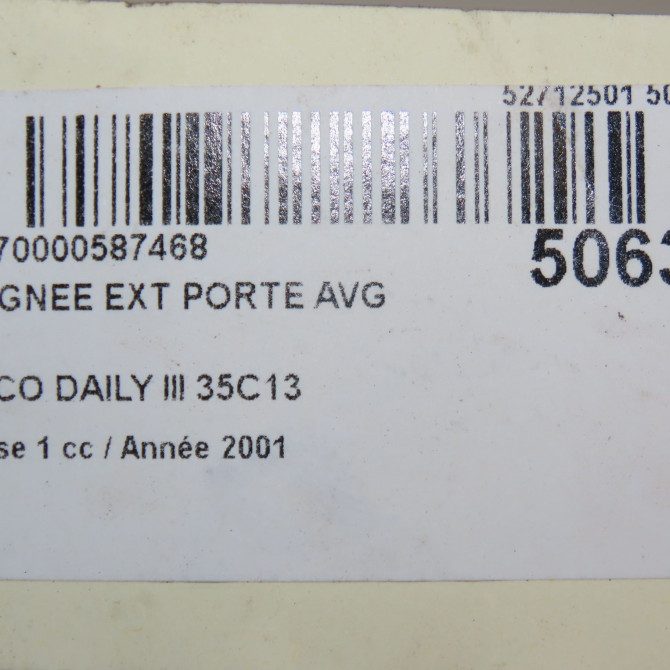 52712501 50
70000587468
5063
GNEE EXT PORTE AVG
CO DAILY III 35C13
se 1 cc / Année 2001